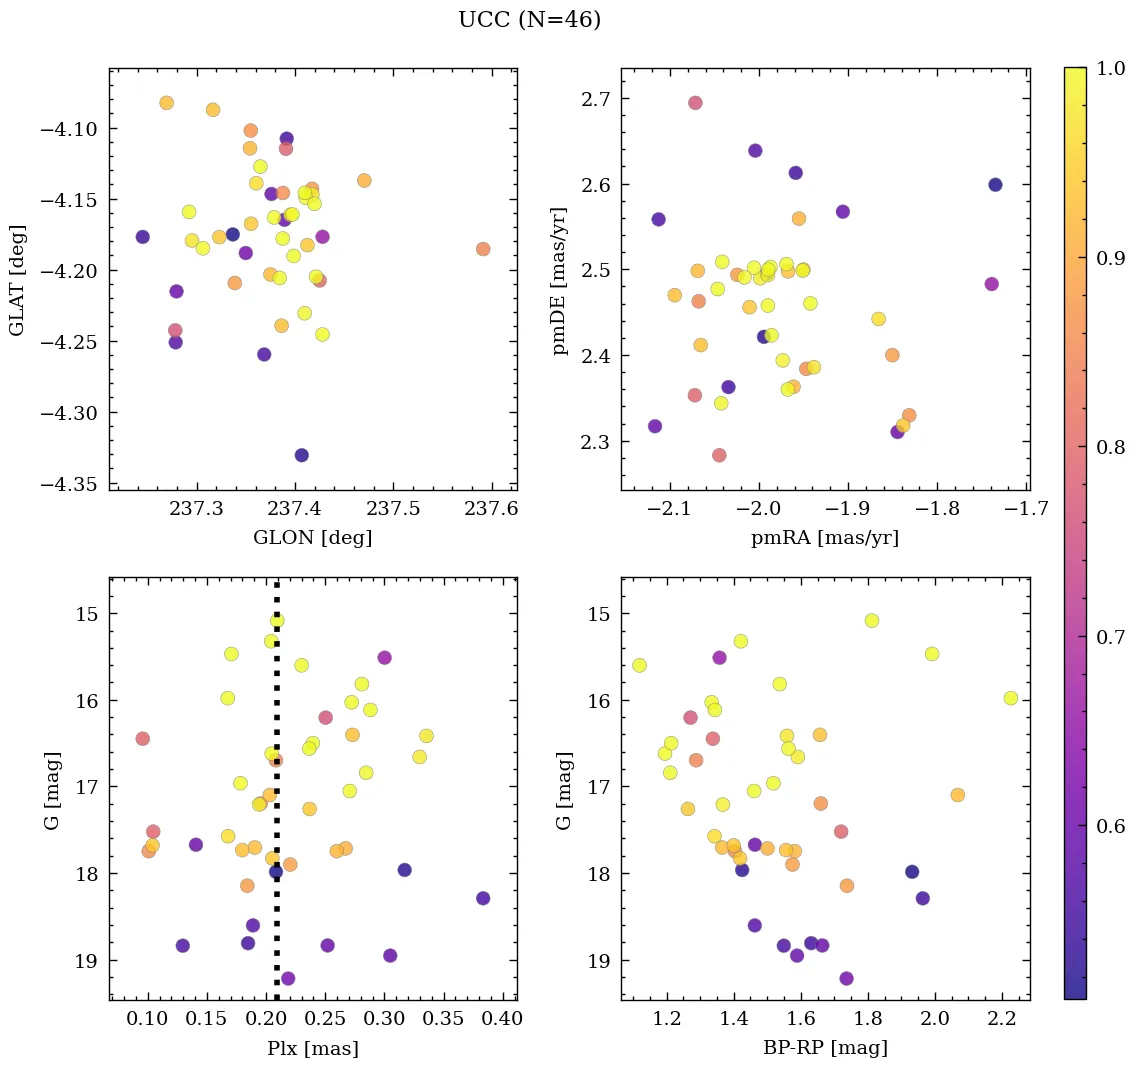 UCC (N=46)
−4.10
−4.15
−4.20
−4.25
−4.30
−4.35
GLAT [deg]
237.3 237.4 237.5 237.6
GLON [deg]
2.7
2.6
2.5
2.4
2.3
pmDE [mas/yr]
−2.1 −2.0 −1.9 −1.8 −1.7
pmRA [mas/yr]
15
16
17
18
19
G [mag]
0.10 0.15 0.20 0.25 0.30 0.35 0.40
Plx [mas]
15
16
17
18
19
G [mag]
1.2 1.4 1.6 1.8 2.0 2.2
BP-RP [mag]
1.0
0.9
0.8
0.7
0.6